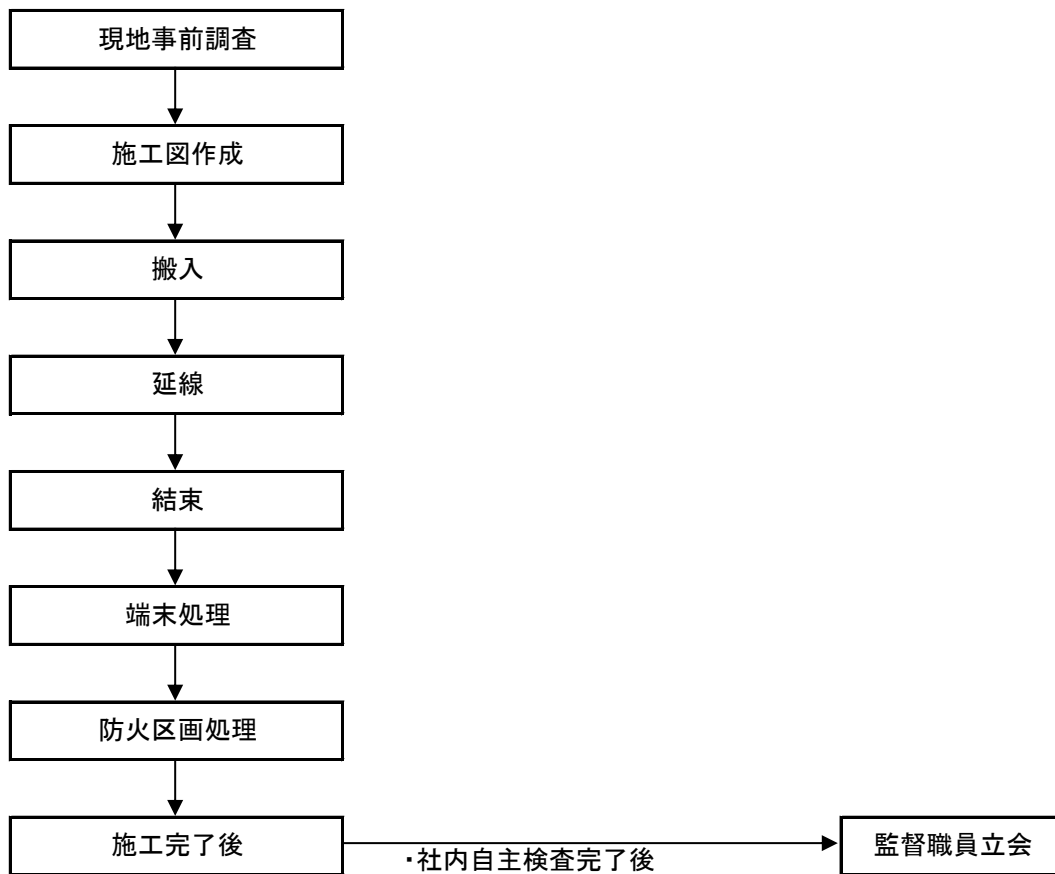 現地事前調査
施工図作成
搬入
延線
結束
端末処理
防火区画処理
施工完了後
・社内自主検査完了後
監督職員立会